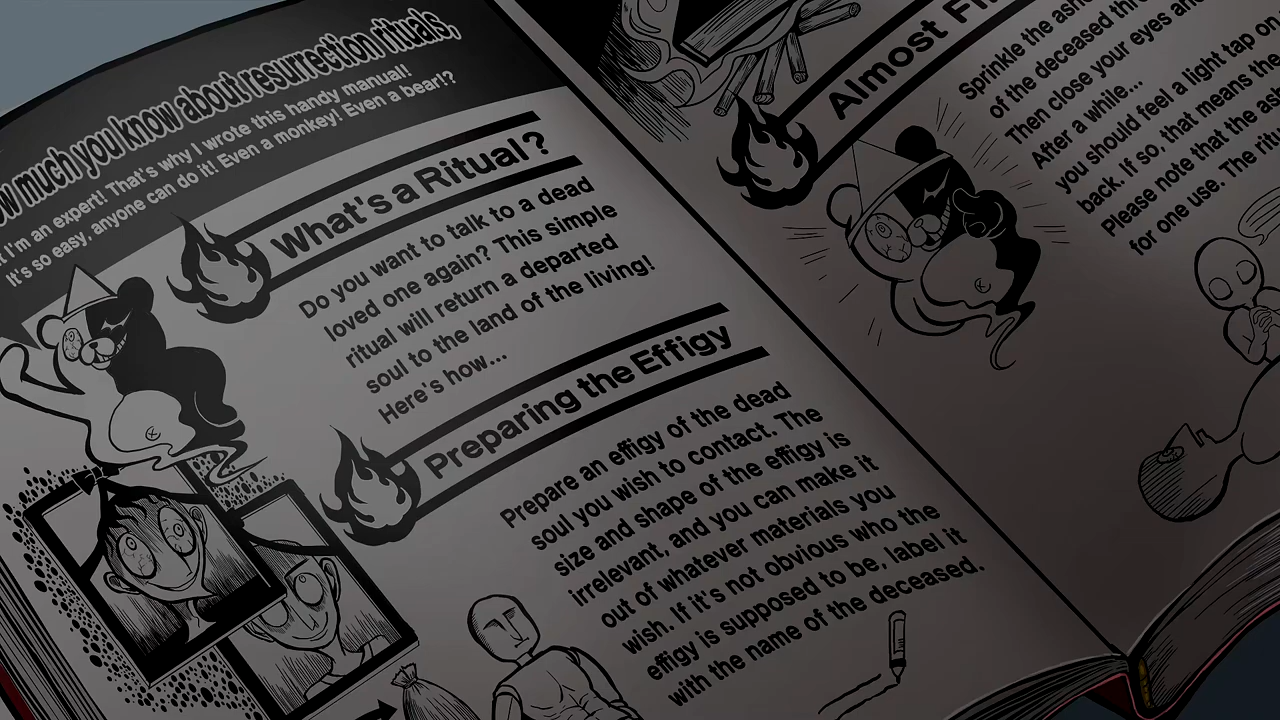 much you know about resurrection rituals,
I'm an expert! That's why I wrote this handy manual!
It's so easy, anyone can do it! Even a monkey! Even a bear!?
What's a Ritual?
Do you want to talk to a dead
loved one again? This simple
ritual will return a departed
soul to the land of the living!
Here's how...
Preparing the Effigy
Prepare an effigy of the dead
soul you wish to contact. The
size and shape of the effigy is
irrelevant, and you can make it
out of whatever materials you
wish. If it's not obvious who the
effigy is supposed to be, label it
with the name of the deceased.
Almost
Sprinkle the
of the deceased
Then close your eyes
After a while...
you should feel a light tap on
back. If so, that means the
Please note that the
for one use. The